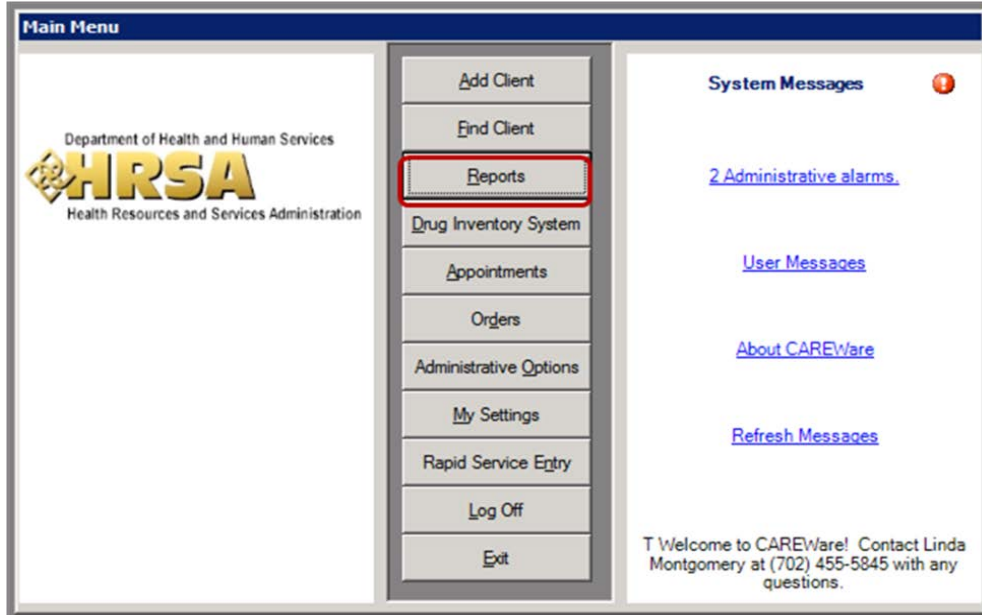 Main Menu
Department of Health and Human Services
HRSA
Health Resources and Services Administration
Add Client
Find Client
Reports
Drug Inventory System
Appointments
Orders
Administrative Options
My Settings
Rapid Service Entry
Log Off
Exit
System Messages
2 Administrative alarms.
User Messages
About CAREWare
Refresh Messages
T Welcome to CAREWare! Contact Linda
Montgomery at (702) 455-5845 with any
questions.